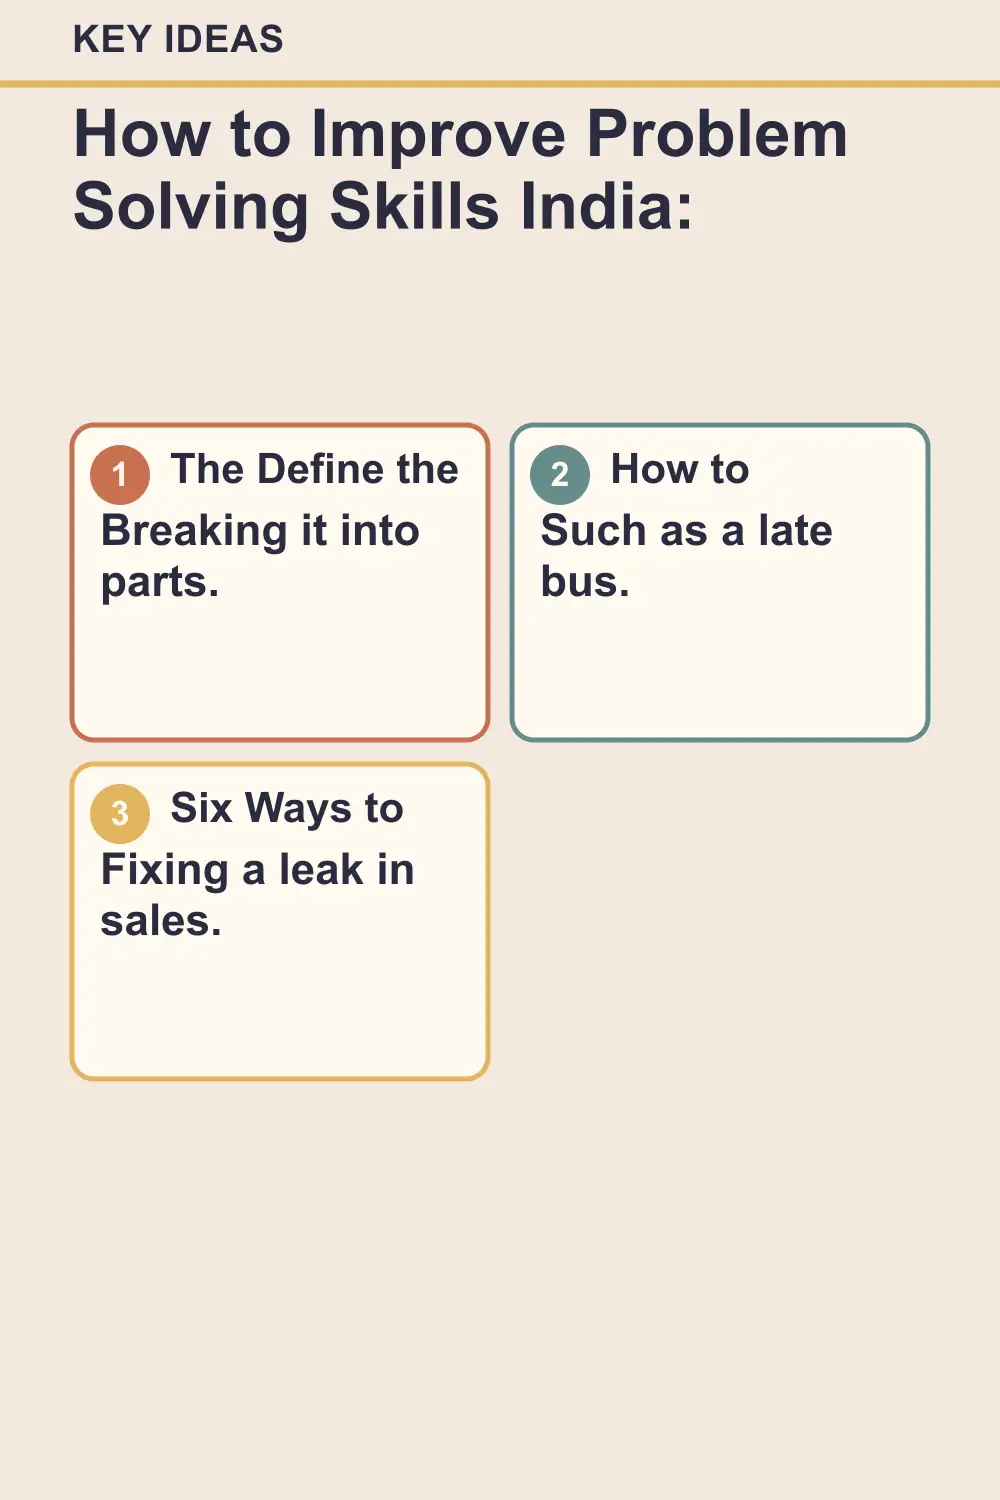 KEY IDEAS
How to Improve Problem
Solving Skills India:
1 The Define the
Breaking it into
parts.
2 How to
Such as a late
bus.
3 Six Ways to
Fixing a leak in
sales.